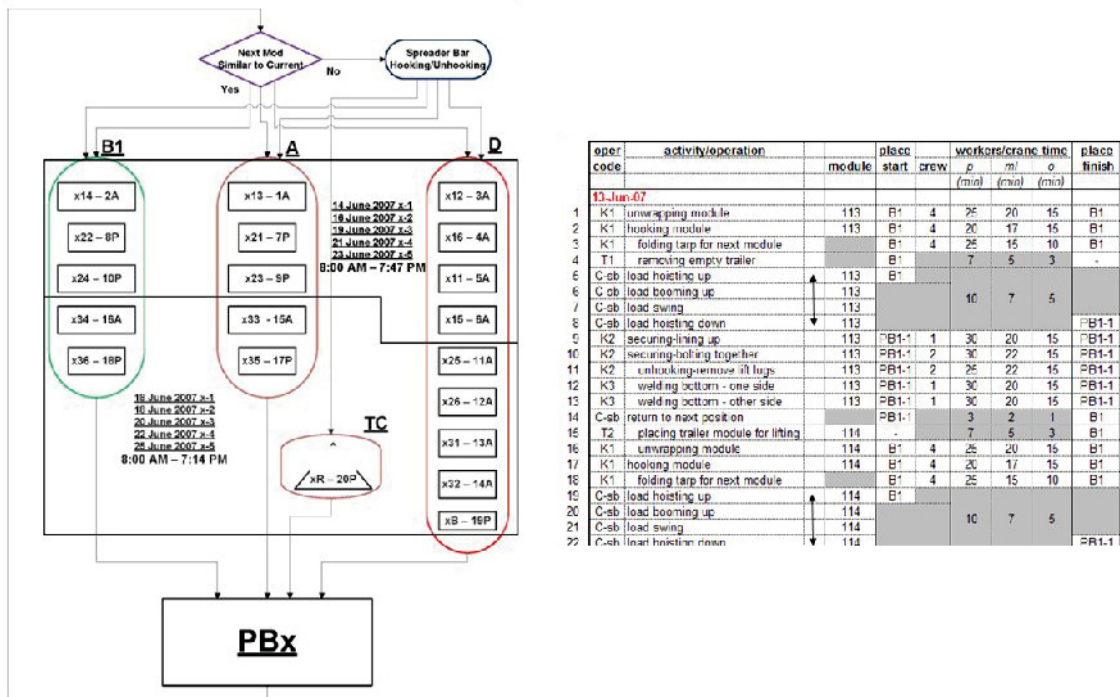 Next Mod
Similar to Current
Yes
No
Spreader Bar
Hooking/Unhooking
B1
A
D
x14 – 2A
x22 – 8P
x24 – 10P
x34 – 16A
x36 – 18P
x13 – 1A
x21 – 7P
x23 – 9P
x33 -15A
x35 – 17P
14 June 2007 x-1
16 June 2007 x-2
19 June 2007 x-3
21 June 2007 x-4
23 June 2007 x-5
8:00 AM – 7:47 PM
x12 – 3A
x16 – 4A
x11 – 5A
x15 – 6A
x25 – 11A
x26 – 12A
x31 – 13A
x32 – 14A
xB – 19P
18 June 2007 x-2
20 June 2007 x-3
22 June 2007 x-4
25 June 2007 x-5
8:00 AM – 7:14 PM
TC
^
xR – 20P
PBx
oper activity/operation place workers/crane time place
code module start crew p ml o finish
(min) (min) (min)
13-Jun-07
1 K1 unwrapping module 113 B1 4 25 20 15 B1
2 K1 hooking module 113 B1 4 20 17 15 B1
3 K1 folding tarp for next module B1 4 25 15 10 B1
4 T1 removing empty trailer B1 7 5 3 -
5 C-sb load hoisting up 113 B1
6 C-sb load booming up 113 10 7 5
7 C-sb load swing 113
8 C-sb load hoisting down 113 PB1-1
9 K2 securing-lining up 113 PB1-1 1 30 20 15 PB1-1
10 K2 securing-bolting together 113 PB1-1 2 30 22 15 PB1-1
11 K2 unhooking-remove lift lugs 113 PB1-1 2 25 22 15 PB1-1
12 K3 welding bottom - one side 113 PB1-1 1 30 20 15 PB1-1
13 K3 welding bottom - other side 113 PB1-1 1 30 20 15 PB1-1
14 C-sb return to next position PB1-1 3 2 1 B1
15 T2 placing trailer module for lifting 114 - 7 5 3 B1
16 K1 unwrapping module 114 B1 4 25 20 15 B1
17 K1 hooking module 114 B1 4 20 17 15 B1
18 K1 folding tarp for next module B1 4 25 15 10 B1
19 C-sb load hoisting up 114 B1
20 C-sb load booming up 114 10 7 5
21 C-sb load swing 114
22 C-sb load hoisting down 114 PB1-1